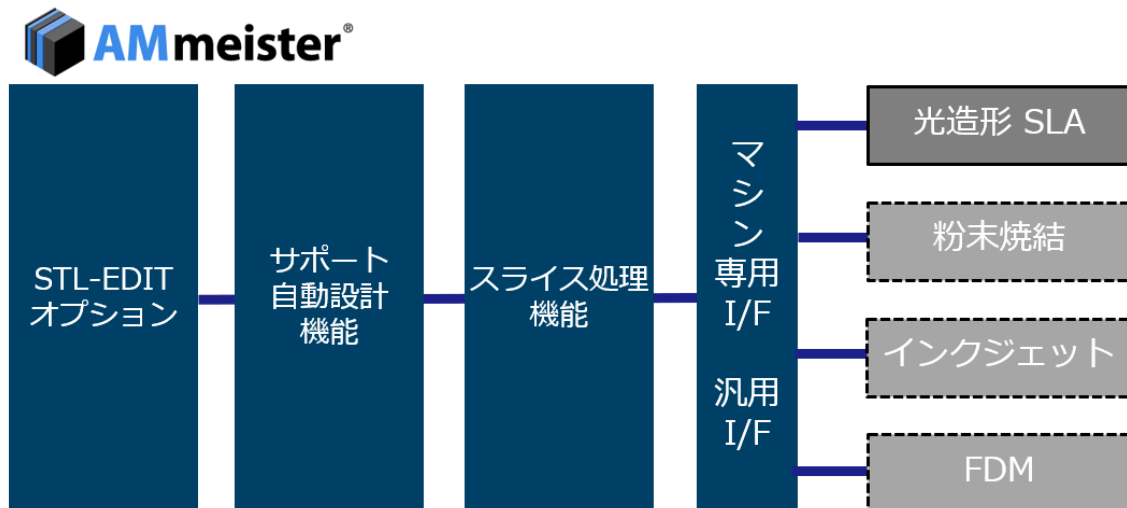 AMmeister®
STL-EDIT
オプション
サポート
自動設計
機能
スライス処理
機能
マ
シ
ン
専用
I/F
汎用
I/F
光造形 SLA
粉末焼結
インクジェット
FDM